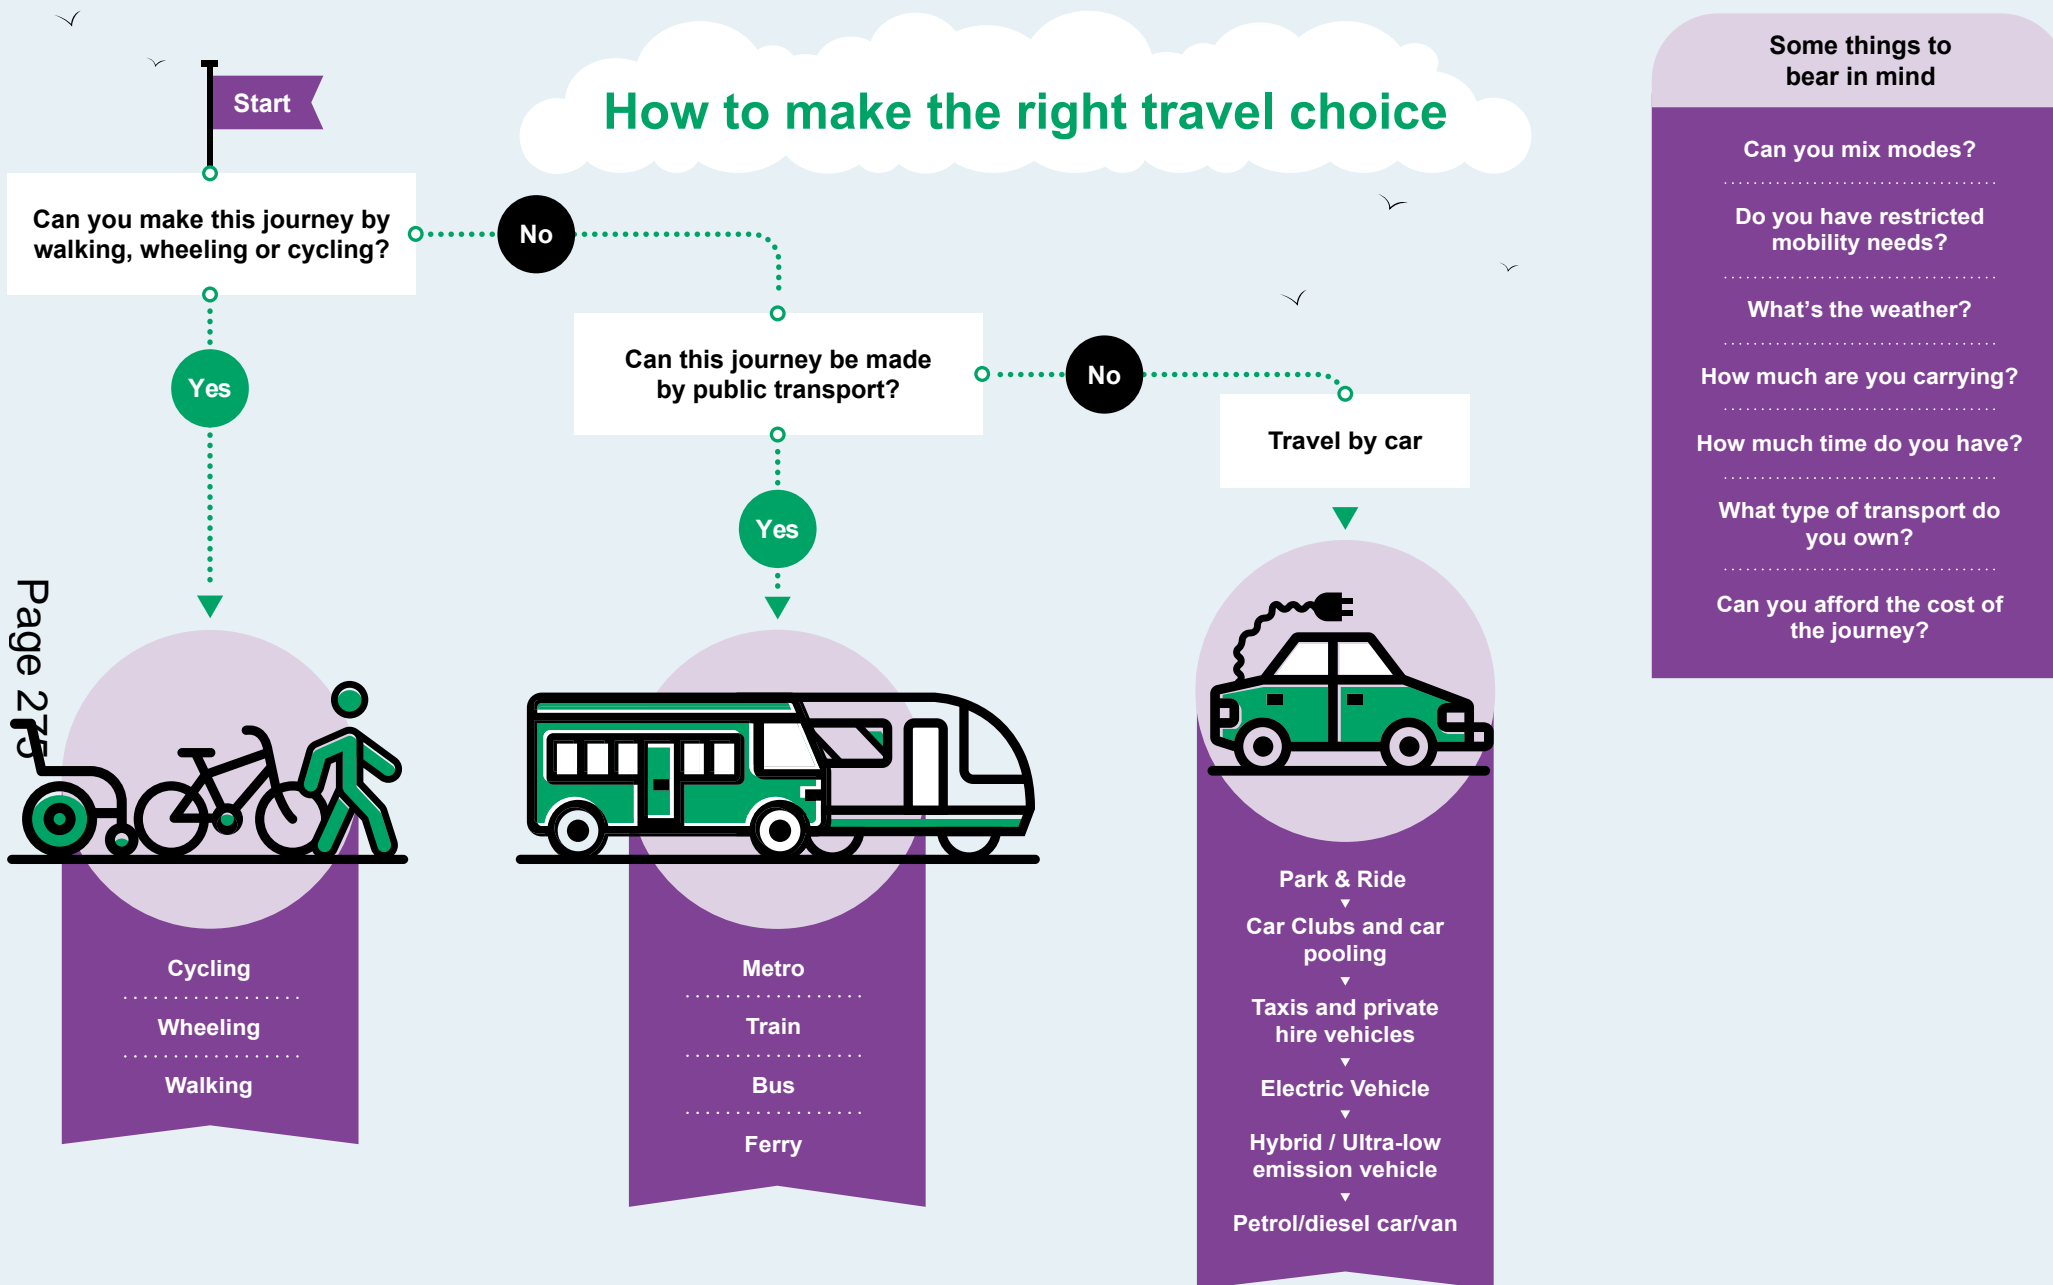 How to make the right travel choice
Start
Can you make this journey by
walking, wheeling or cycling?
No
Yes
Can this journey be made
by public transport?
No
Yes
Travel by car
Cycling
Wheeling
Walking
Metro
Train
Bus
Ferry
Park & Ride
Car Clubs and car
pooling
Taxis and private
hire vehicles
Electric Vehicle
Hybrid / Ultra-low
emission vehicle
Petrol/diesel car/van
Some things to
bear in mind
Can you mix modes?
Do you have restricted
mobility needs?
What's the weather?
How much are you carrying?
How much time do you have?
What type of transport do
you own?
Can you afford the cost of
the journey?
Page 275